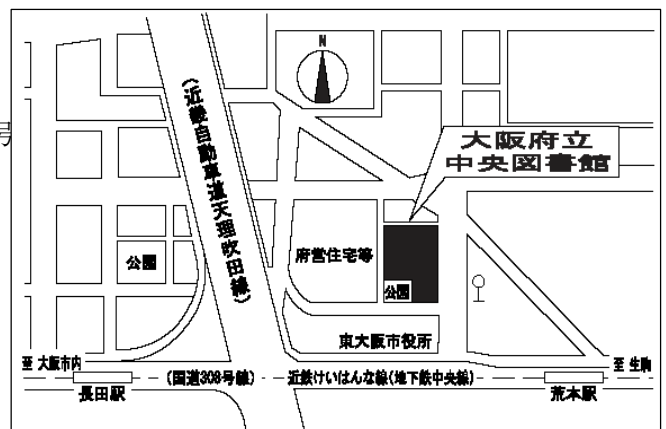 N
号
(近畿自動車道天理吹田線)
大阪府立
中央図書館
公園
府営住宅等
公園
東大阪市役所
至 大阪市内
至 生駒
(国道308号線)
近鉄けいはんな線(地下鉄中央線)
長田駅
荒本駅